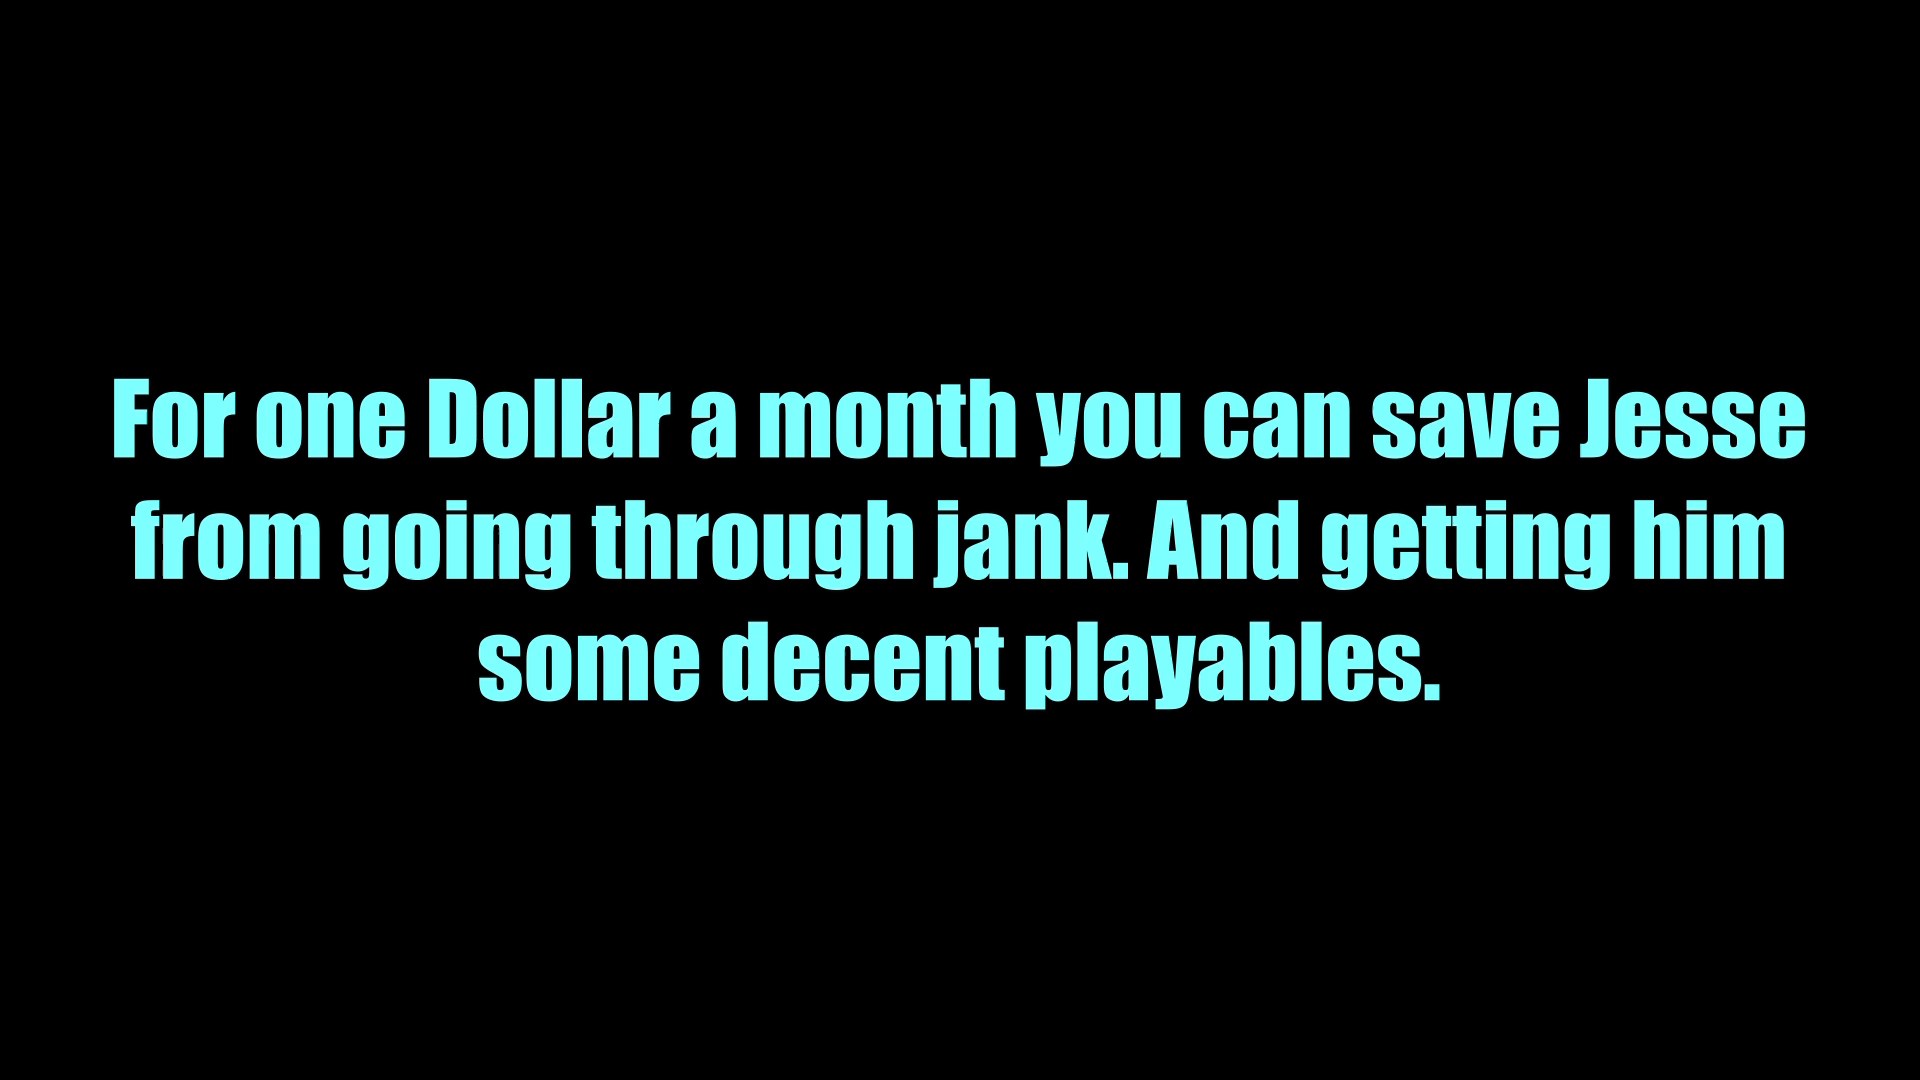 For one Dollar a month you can save Jesse
from going through jank. And getting him
some decent playables.